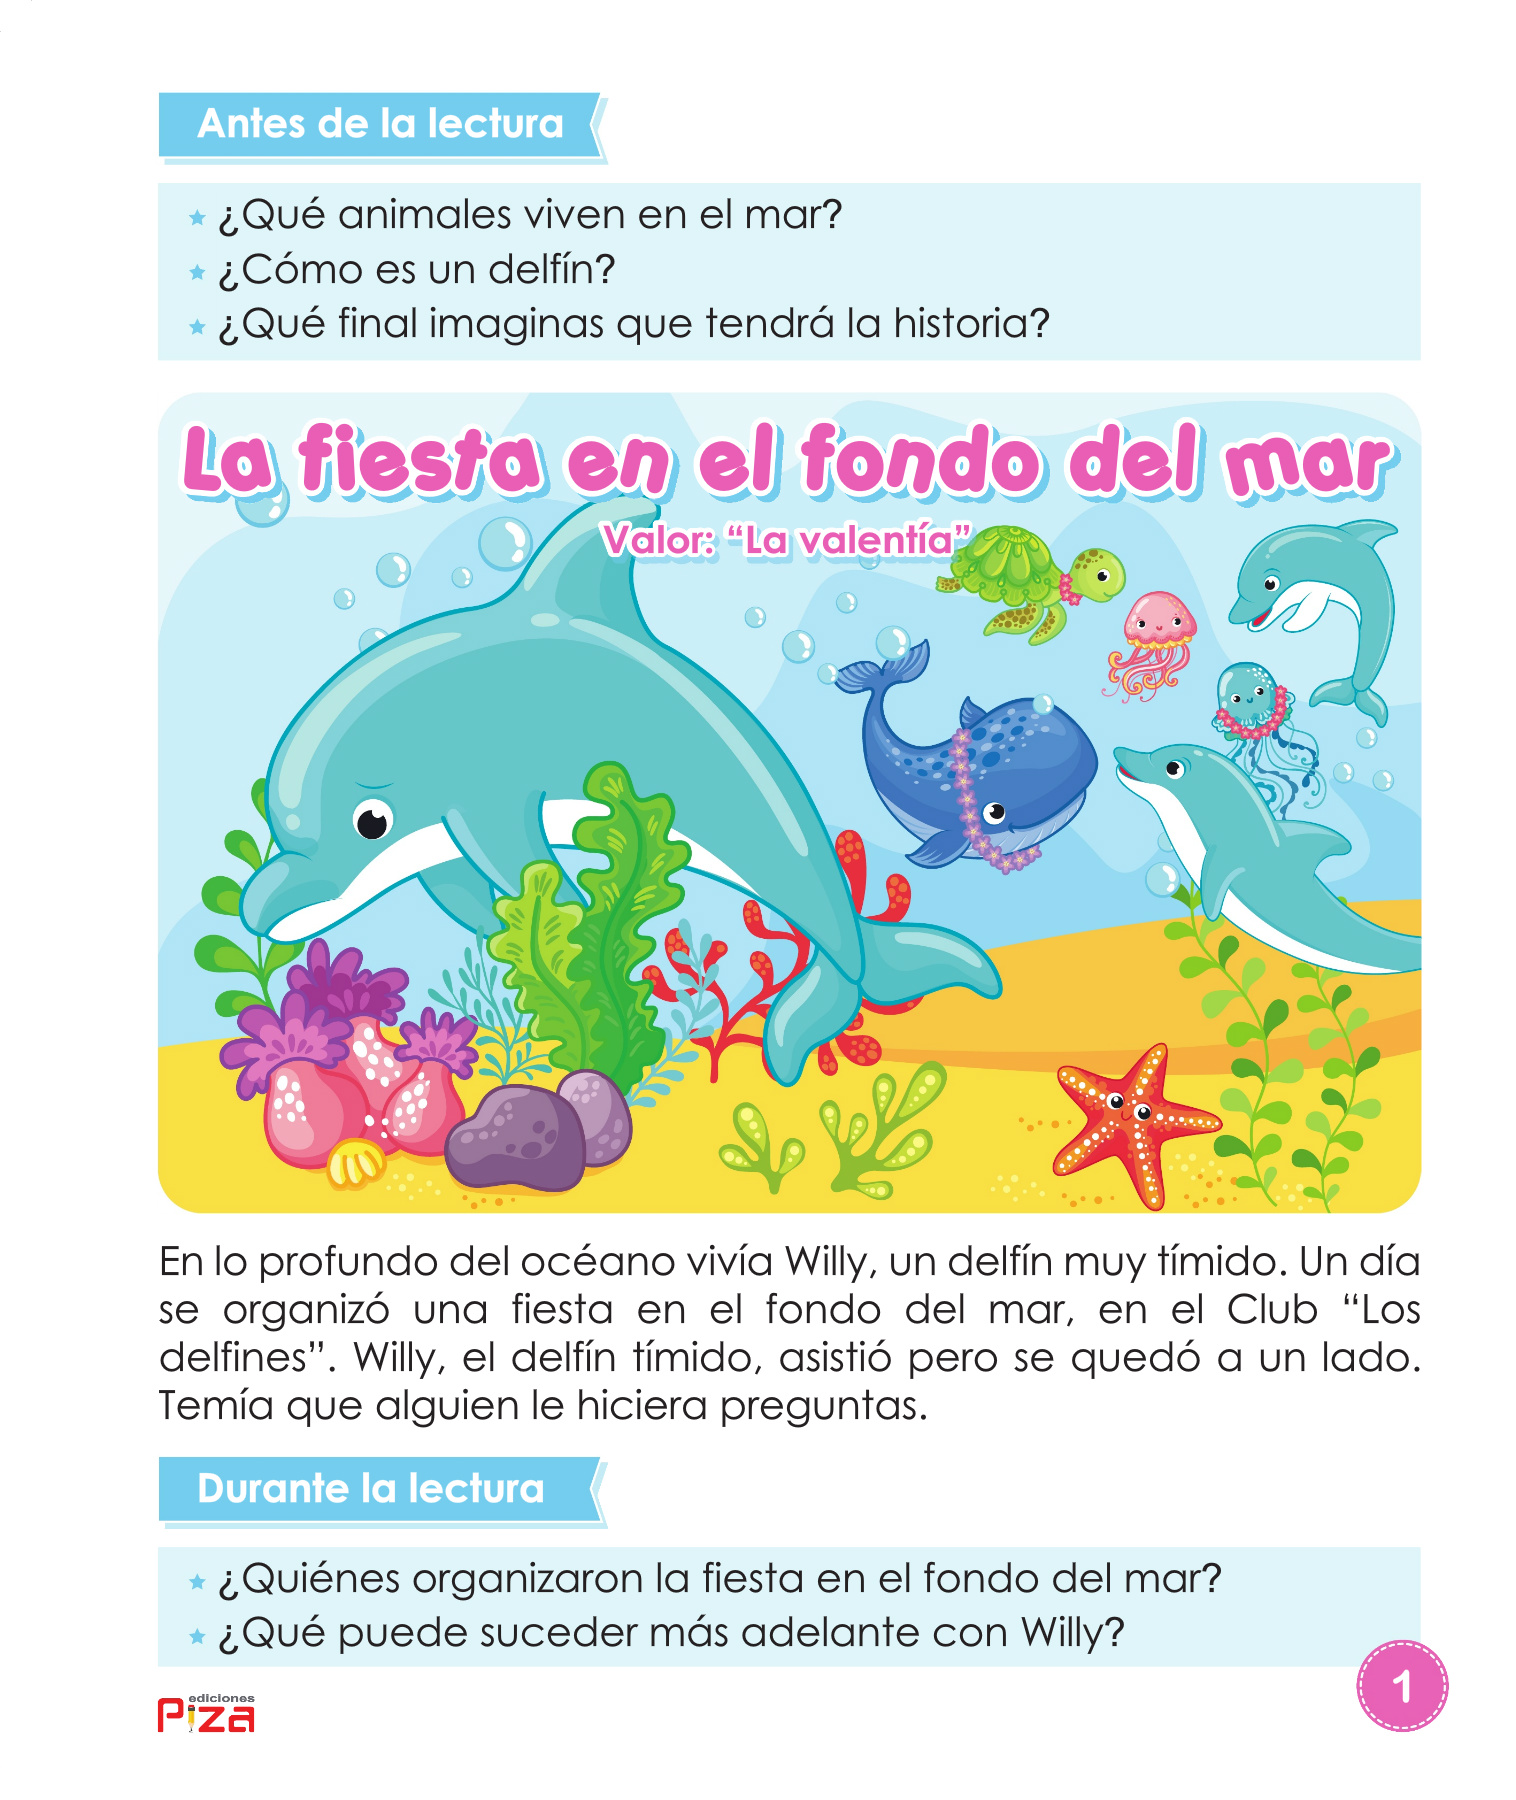 Antes de la lectura
¿Qué animales viven en el mar?
¿Cómo es un delfín?
¿Qué final imaginas que tendrá la historia?
La fiesta en el fondo del mar
Valor: “La valentía”
En lo profundo del océano vivía Willy, un delfín muy tímido. Un día
se organizó una fiesta en el fondo del mar, en el Club “Los
delfines”. Willy, el delfín tímido, asistió pero se quedó a un lado.
Temía que alguien le hiciera preguntas.
Durante la lectura
¿Quiénes organizaron la fiesta en el fondo del mar?
¿Qué puede suceder más adelante con Willy?
1
ediciones
Piza